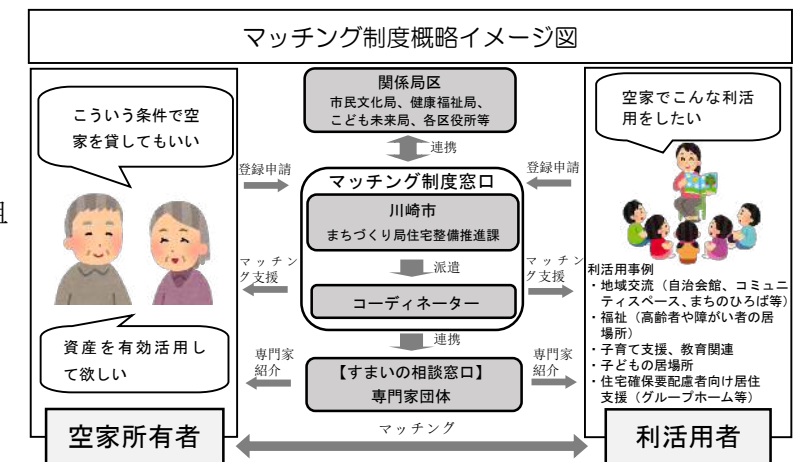 マッチング制度概略イメージ図
こういう条件で空
家を貸してもいい
資産を有効活用し
て欲しい
空家所有者
関係局区
市民文化局、健康福祉局、
こども未来局、各区役所等
連携
登録申請
登録申請
マッチング制度窓口
川崎市
まちづくり局住宅整備推進課
派遣
マッチン
グ支援
マッチン
グ支援
コーディネーター
連携
専門家
紹介
専門家
紹介
【すまいの相談窓口】
専門家団体
マッチング
空家でこんな利活
用をしたい
利活用事例
・地域交流（自治会館、コミュニ
ティスペース、まちのひろば等）
・福祉（高齢者や障がい者の居
場所）
・子育て支援、教育関連
・子どもの居場所
・住宅確保要配慮者向け居住
支援（グループホーム等）
利活用者